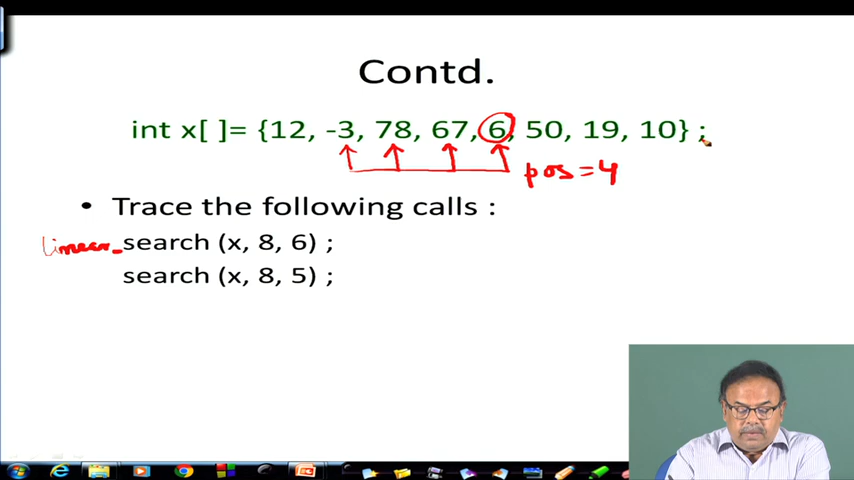 Contd.
int x[ ]= {12, -3, 78, 67, 6, 50, 19, 10} ;
pos = 4
• Trace the following calls :
linear_search (x, 8, 6) ;
search (x, 8, 5) ;